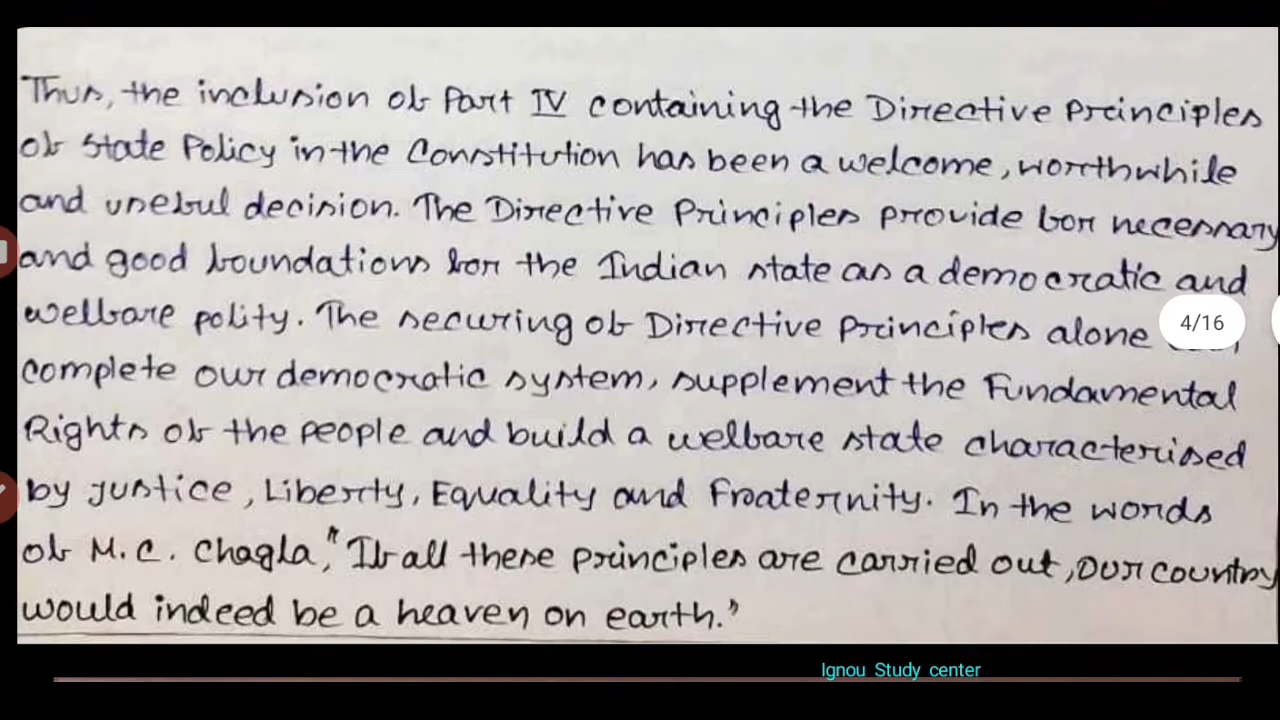 Thus, the inclusion of Part IV containing the Directive Principles
of State Policy in the Constitution has been a welcome, worthwhile
and useful decision. The Directive Principles provide for necessary
and good foundations for the Indian state as a democratic and
welfare polity. The securing of Directive Principles alone
4/16
complete our democratic system, supplement the Fundamental
Rights of the people and build a welfare state characterised
by Justice, Liberty, Equality and Fraternity. In the words
of M.C. Chagla, "If all these principles are carried out, our country
would indeed be a heaven on earth."
Ignou Study center